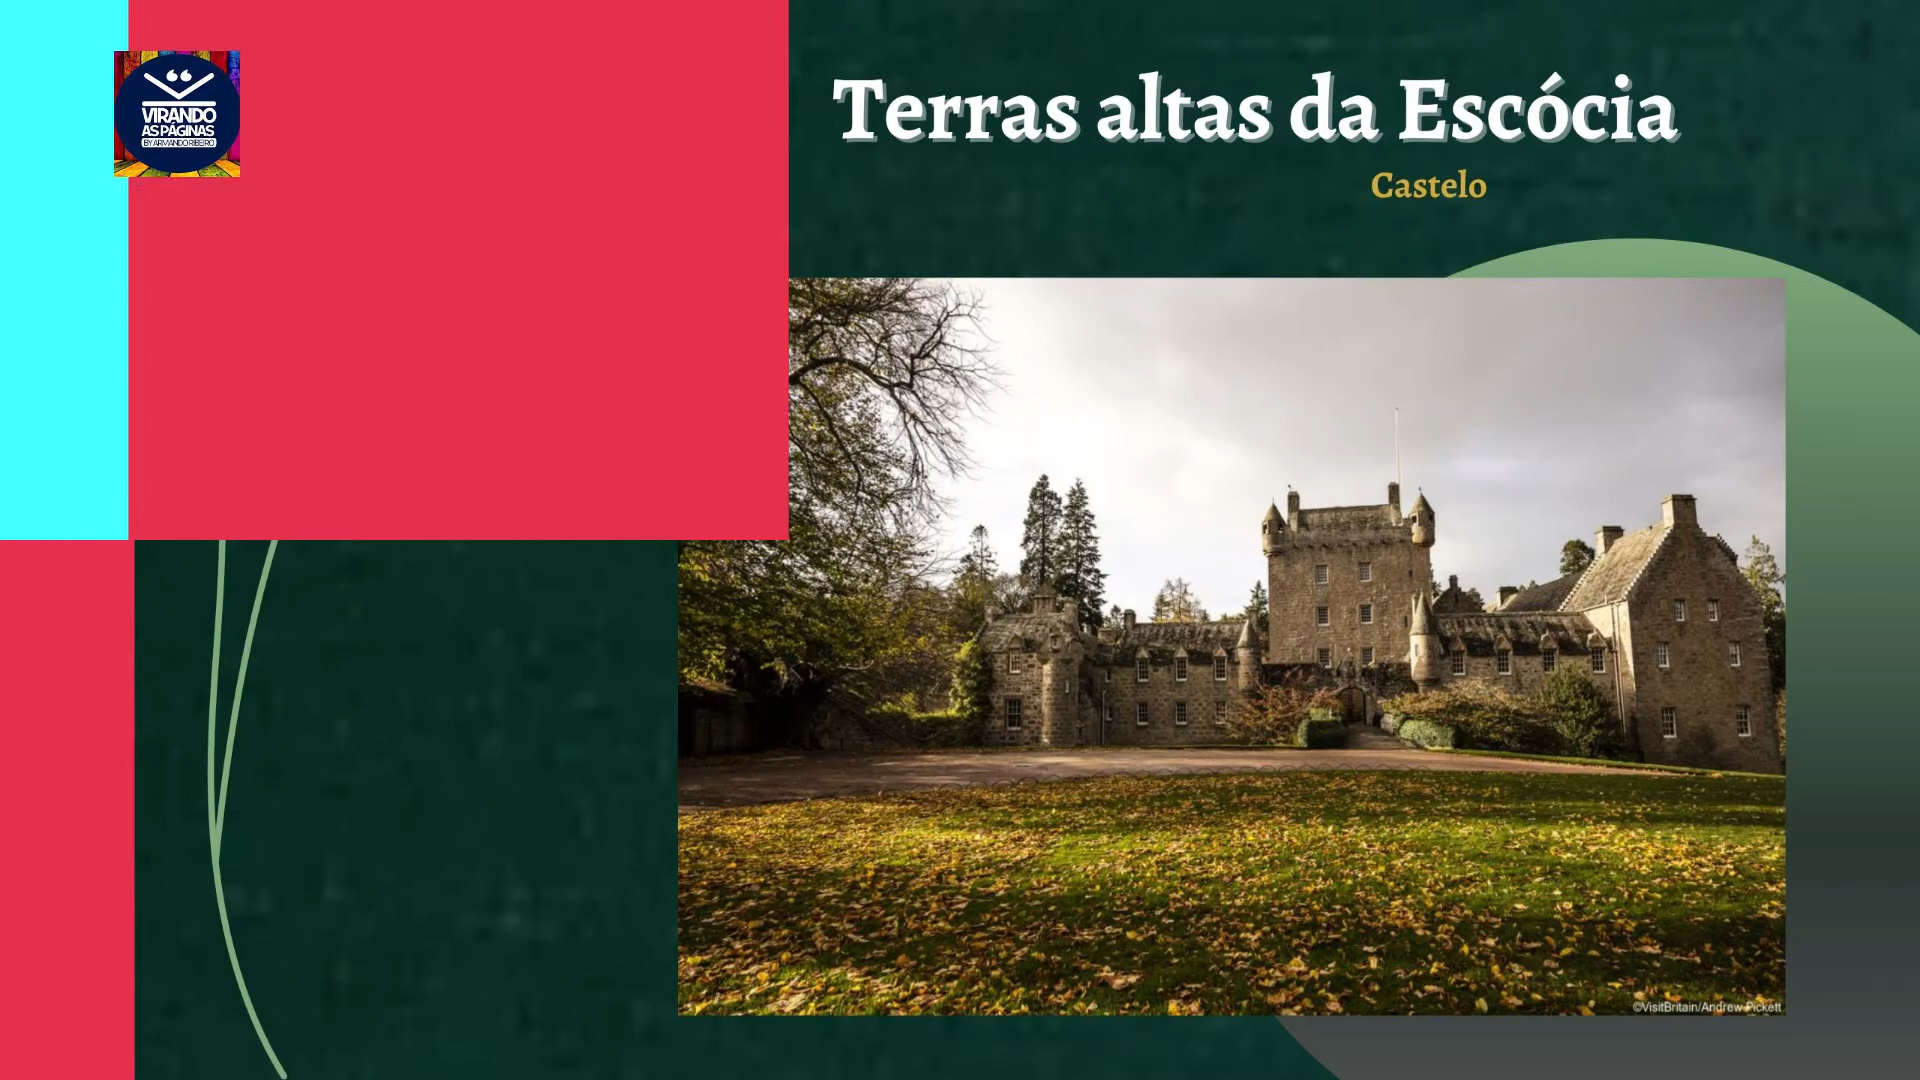 VIRANDO
AS PÁGINAS
BY ARMANDO RIBEIRO
Terras altas da Escócia
Castelo
©VisitBritain/Andrew Pickett